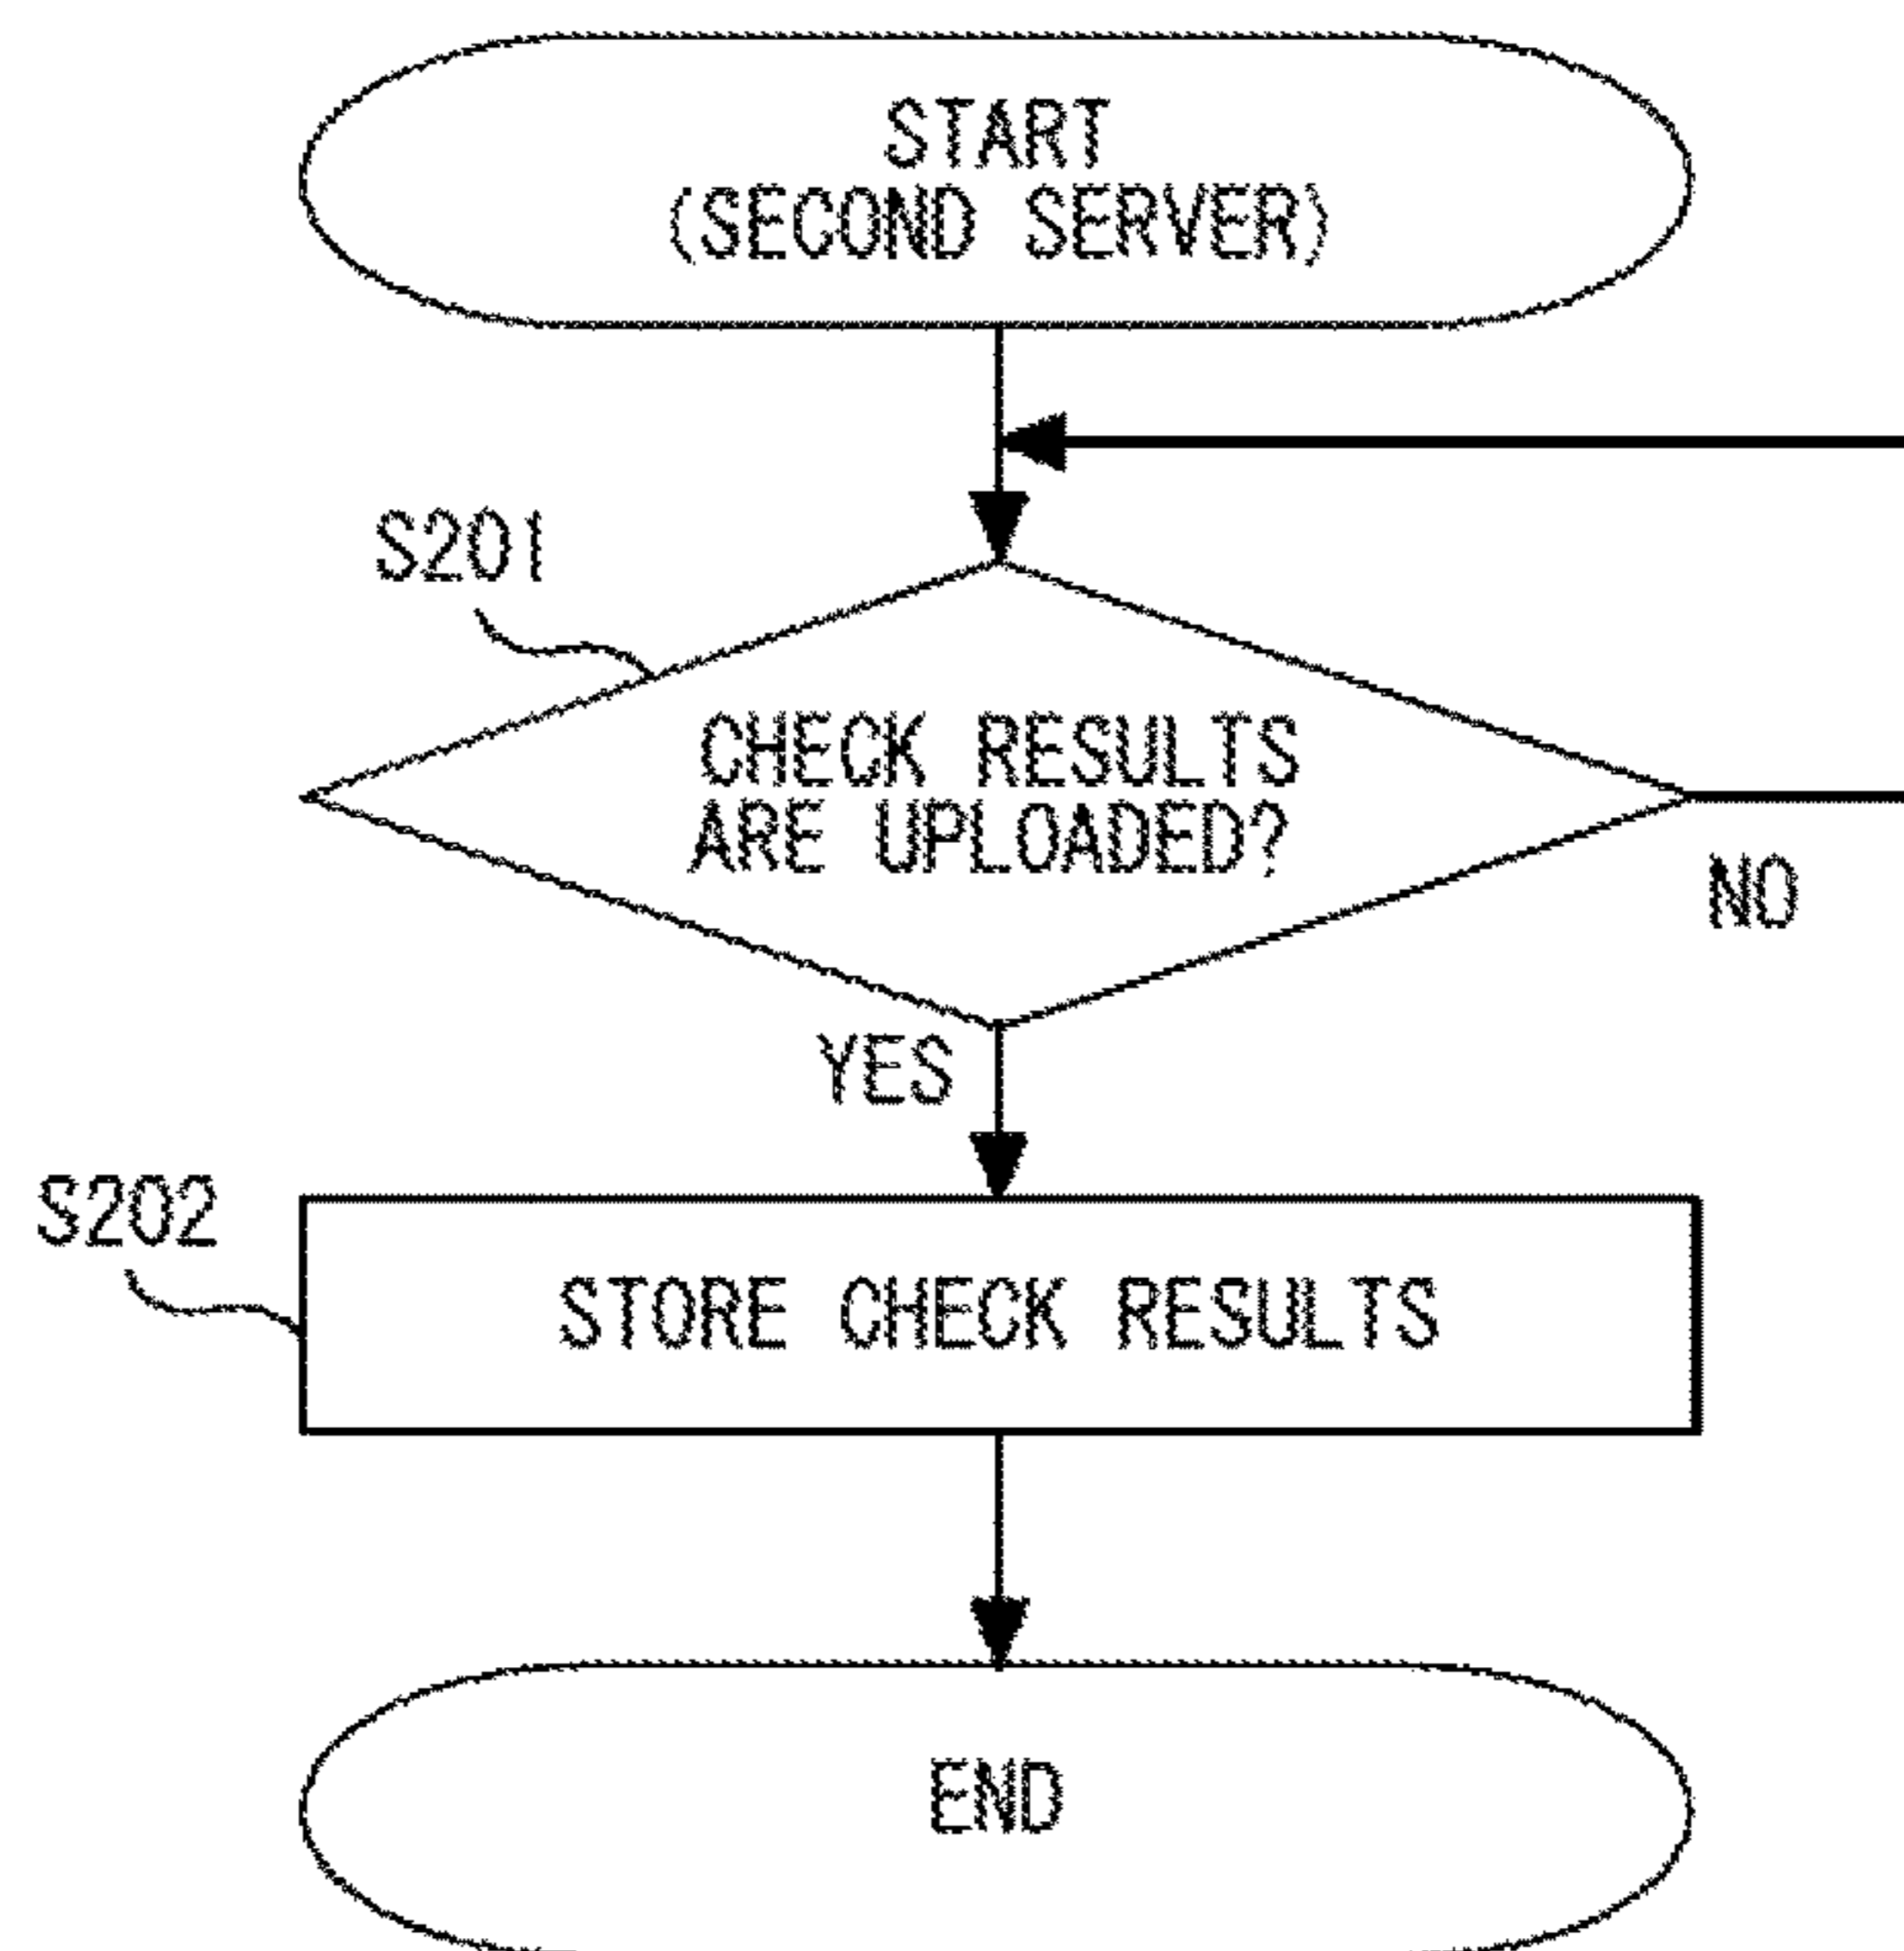 START
(SECOND SERVER)
S201
CHECK RESULTS
ARE UPLOADED?
NO
YES
S202
STORE CHECK RESULTS
END